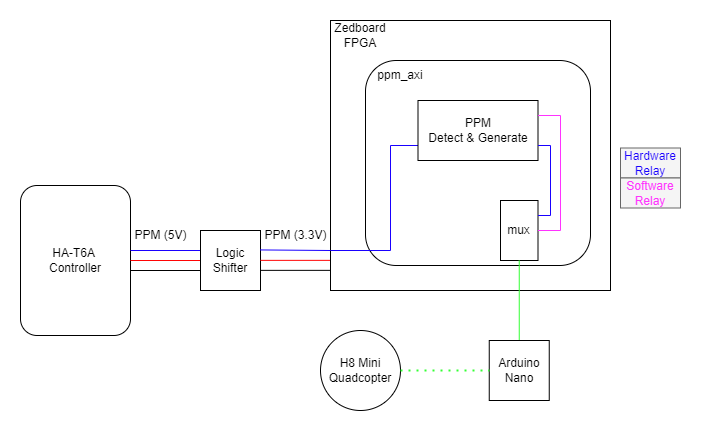 Zedboard
FPGA
ppm_axi
PPM
Detect & Generate
Hardware
Relay
Software
Relay
mux
PPM (5V)
PPM (3.3V)
HA-T6A
Controller
Logic
Shifter
H8 Mini
Quadcopter
Arduino
Nano